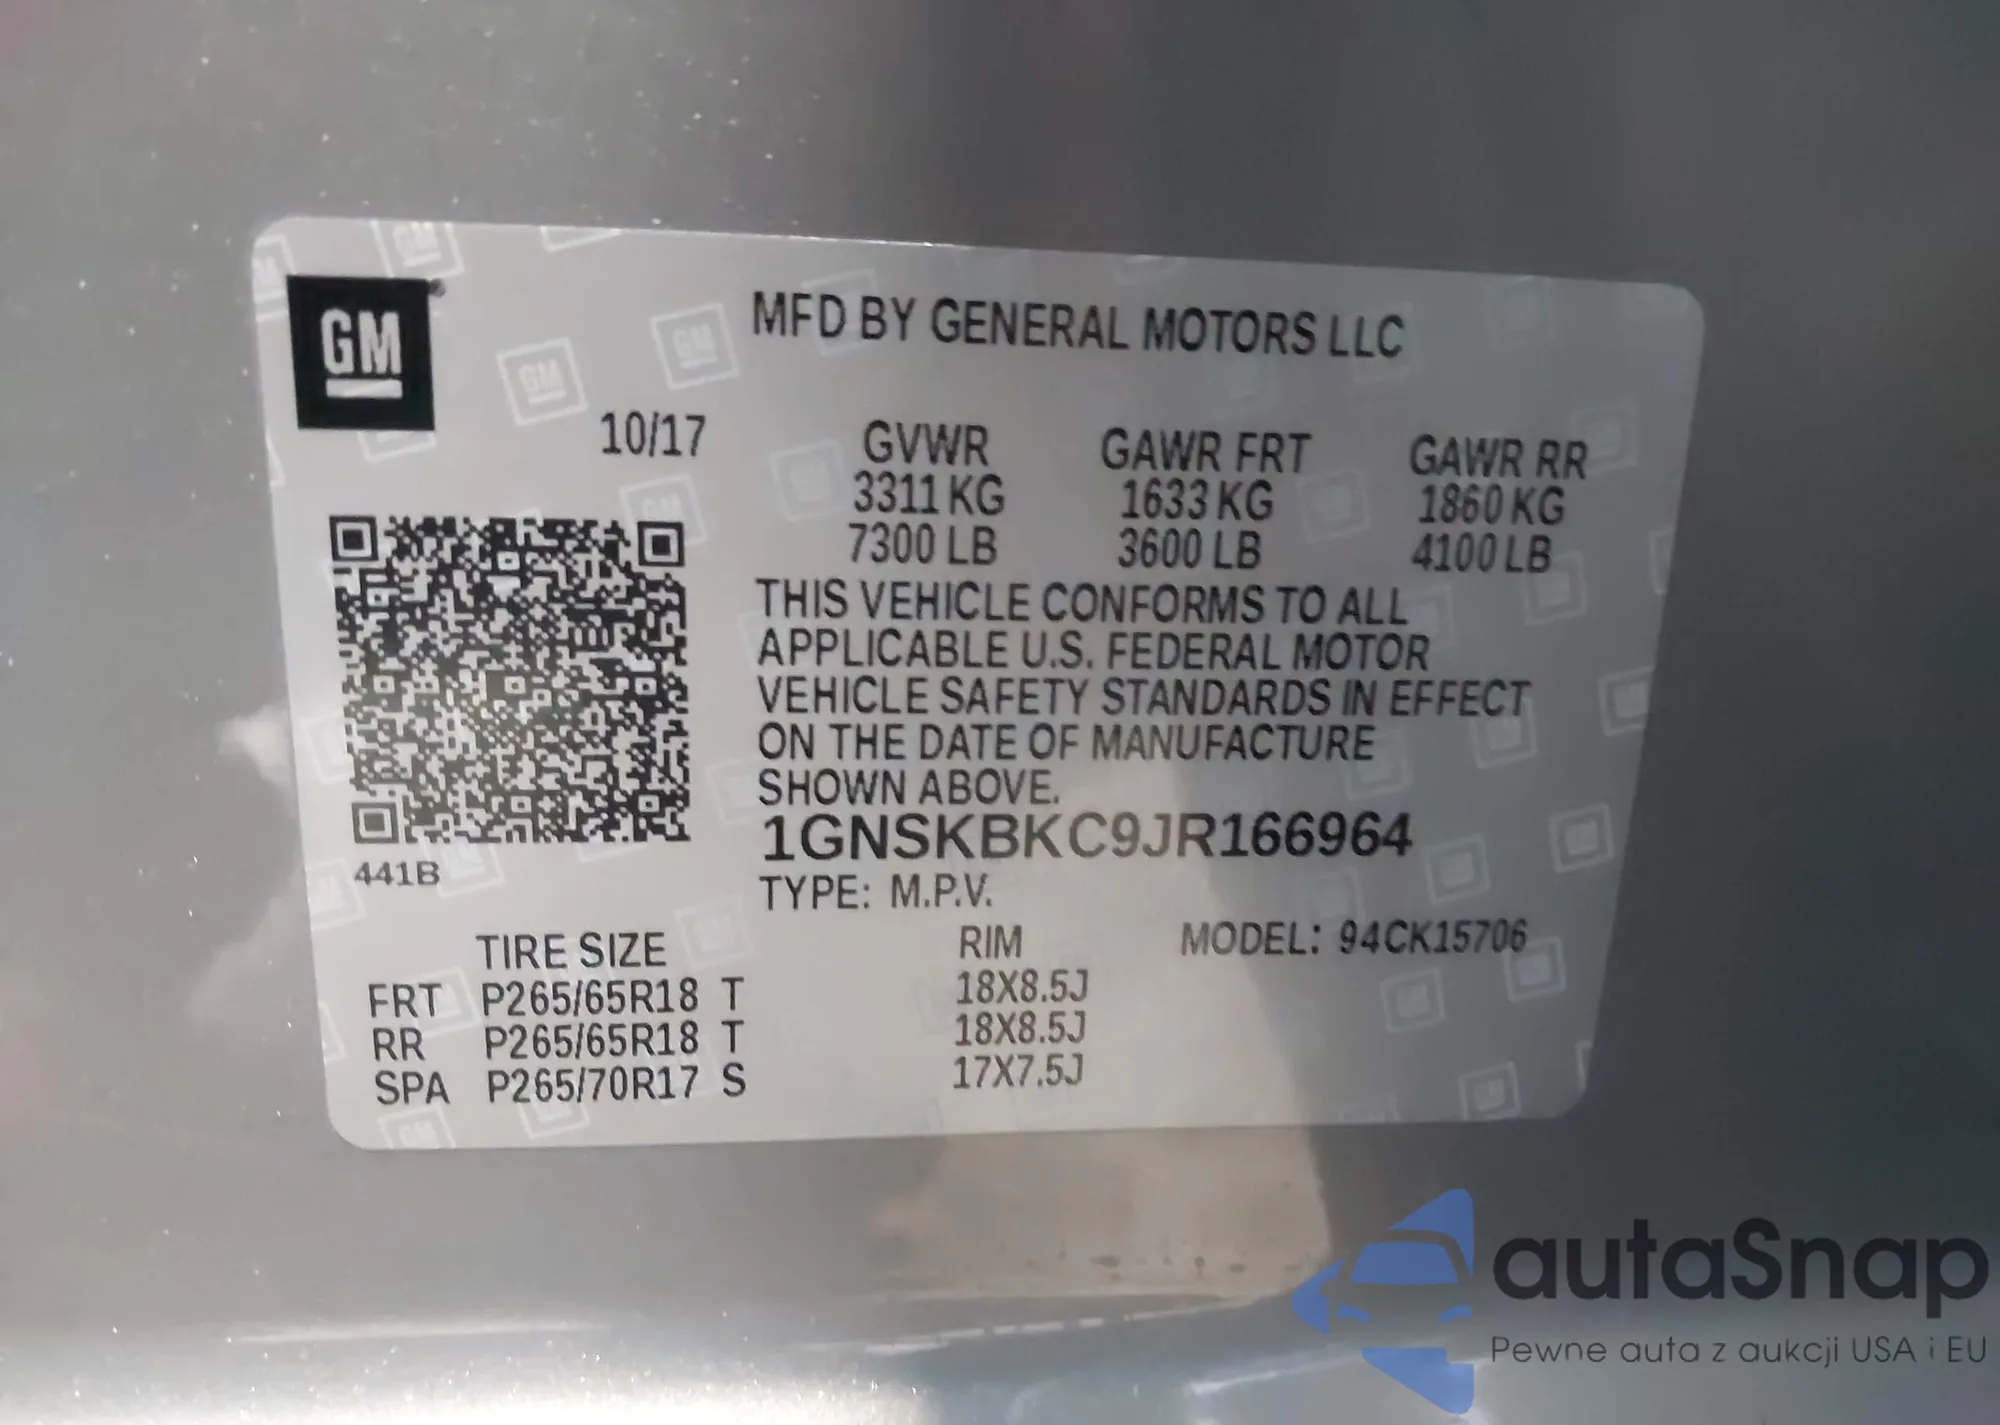 GM
MFD BY GENERAL MOTORS LLC
10/17
GVWR GAWR FRT GAWR RR
3311 KG 1633 KG 1860 KG
7300 LB 3600 LB 4100 LB
THIS VEHICLE CONFORMS TO ALL
APPLICABLE U.S. FEDERAL MOTOR
VEHICLE SAFETY STANDARDS IN EFFECT
ON THE DATE OF MANUFACTURE
SHOWN ABOVE.
1GNSKBKC9JR166964
441B
TYPE: M.P.V.
TIRE SIZE RIM MODEL: 94CK15706
FRT P265/65R18 T 18X8.5J
RR P265/65R18 T 18X8.5J
SPA P265/70R17 S 17X7.5J
autaSnap
Pewne auta z aukcji USA i EU